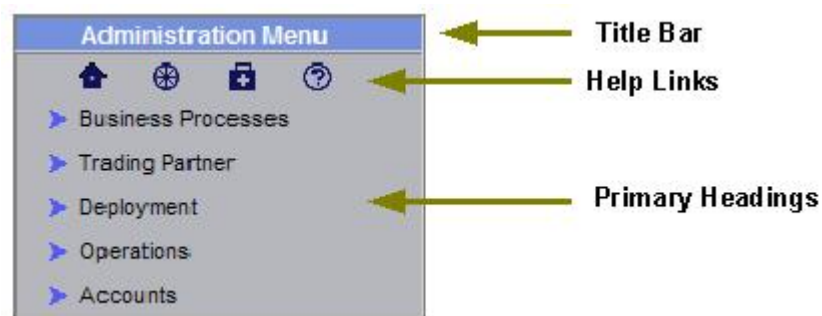 Administration Menu
Title Bar
Help Links
Business Processes
Trading Partner
Deployment
Primary Headings
Operations
Accounts